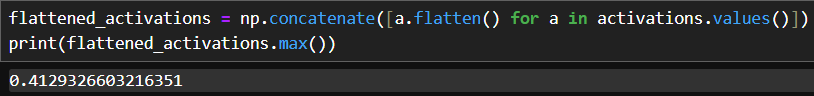 flattened_activations = np.concatenate([a.flatten() for a in activations.values()])
print(flattened_activations.max())
0.4129326603216351